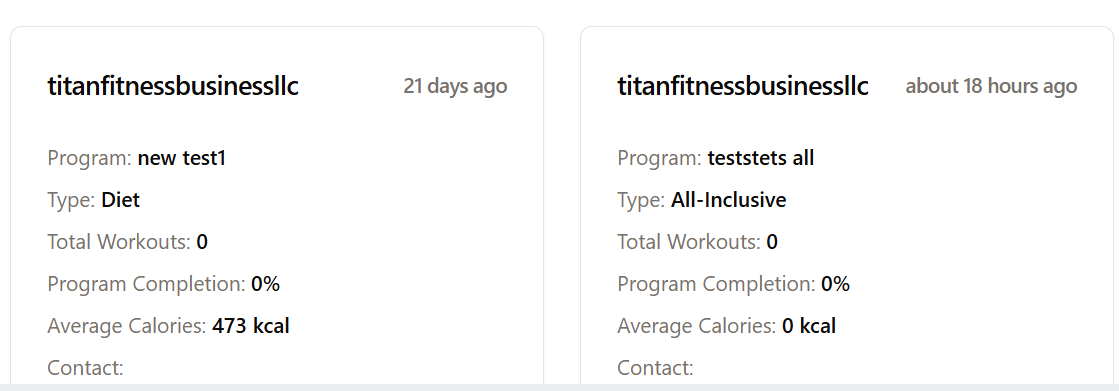 titanfitnessbusinessllc 21 days ago
Program: new test1
Type: Diet
Total Workouts: 0
Program Completion: 0%
Average Calories: 473 kcal
Contact:
titanfitnessbusinessllc about 18 hours ago
Program: teststets all
Type: All-Inclusive
Total Workouts: 0
Program Completion: 0%
Average Calories: 0 kcal
Contact: